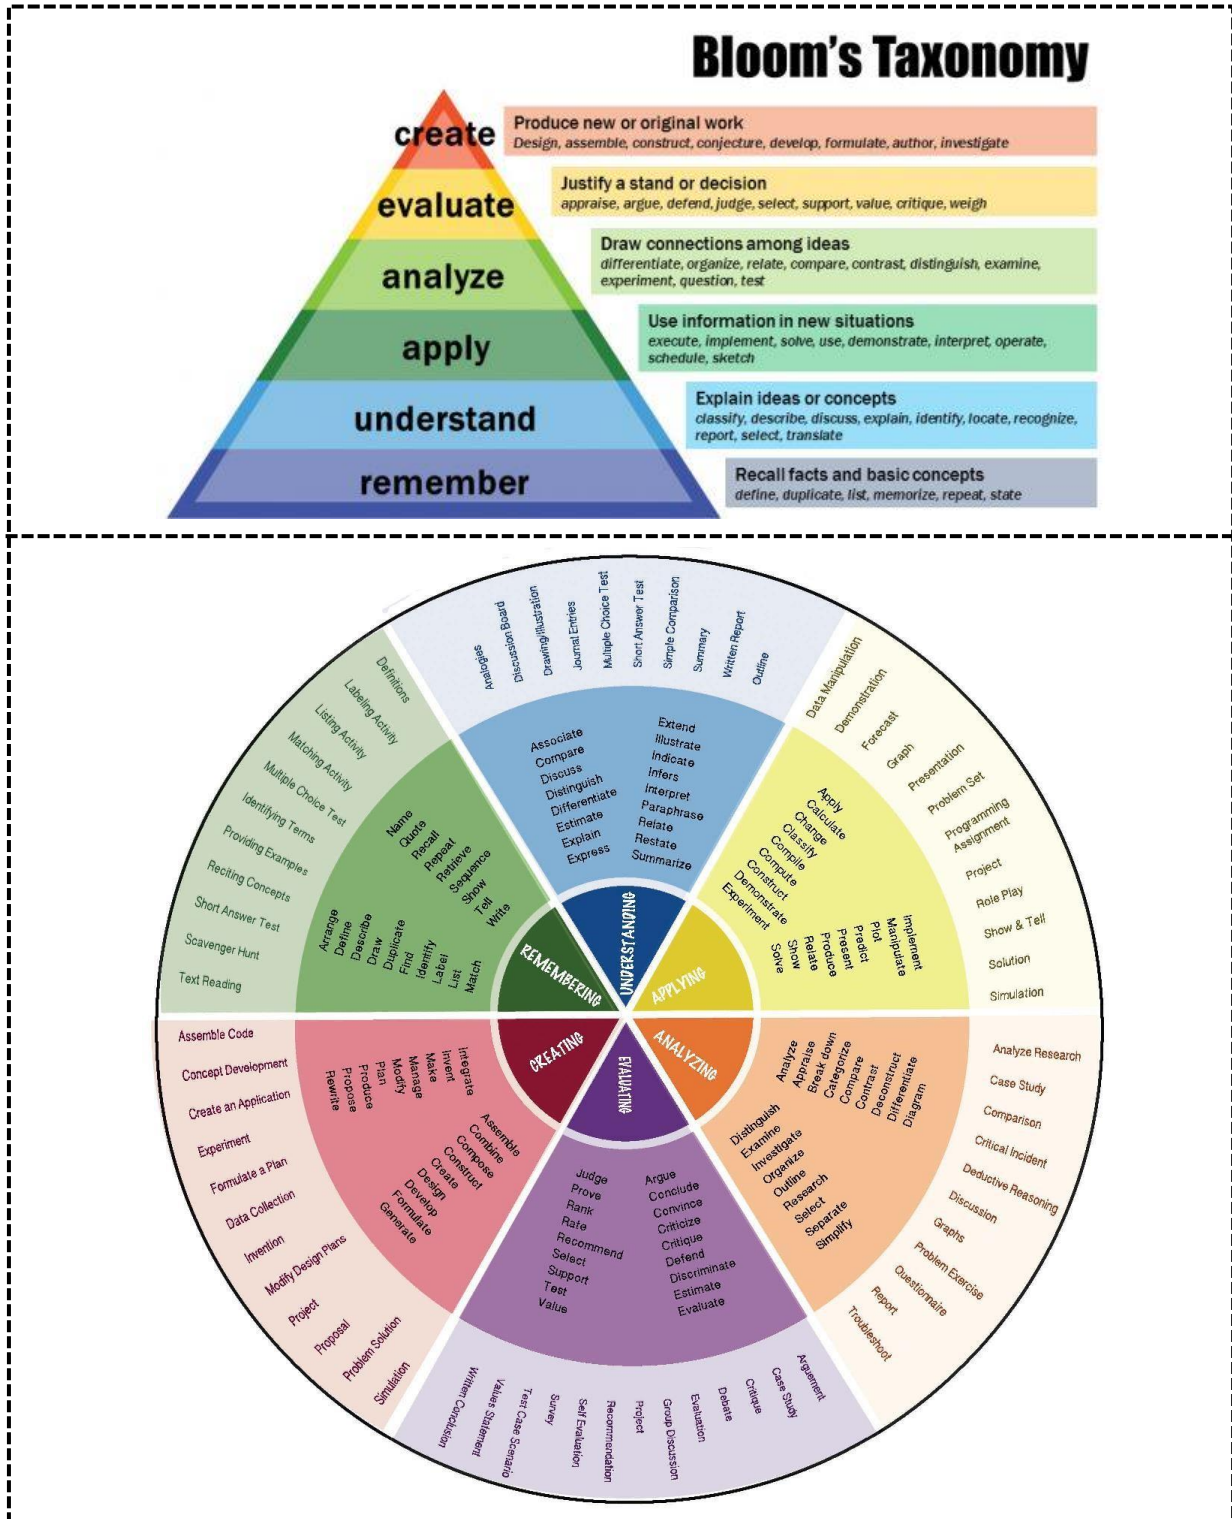 Bloom's Taxonomy
create
Produce new or original work
Design, assemble, construct, conjecture, develop, formulate, author, investigate
evaluate
Justify a stand or decision
appraise, argue, defend, judge, select, support, value, critique, weigh
analyze
Draw connections among ideas
differentiate, organize, relate, compare, contrast, distinguish, examine,
experiment, question, test
apply
Use information in new situations
execute, implement, solve, use, demonstrate, interpret, operate,
schedule, sketch
understand
Explain ideas or concepts
classify, describe, discuss, explain, identify, locate, recognize,
report, select, translate
remember
Recall facts and basic concepts
define, duplicate, list, memorize, repeat, state
Analogies
Discussion Board
Drawing/Illustration
Journal Entries
Multiple Choice Test
Short Answer Test
Simple Comparison
Summary
Written Report
Outline
Associate
Compare
Discuss
Distinguish
Differentiate
Estimate
Explain
Express
Extend
Illustrate
Indicate
Infers
Interpret
Paraphrase
Relate
Restate
Summarize
UNDERSTANDING
Data Manipulation
Demonstration
Forecast
Graph
Presentation
Problem Set
Programming
Assignment
Project
Role Play
Show & Tell
Solution
Simulation
Apply
Calculate
Change
Classify
Compile
Compute
Construct
Demonstrate
Experiment
Implement
Manipulate
Plot
Predict
Present
Produce
Relate
Show
Solve
APPLYING
Analyze Research
Case Study
Comparison
Critical Incident
Deductive Reasoning
Discussion
Graphs
Problem Exercise
Questionnaire
Report
Troubleshoot
Analyze
Appraise
Break down
Categorize
Compare
Contrast
Deconstruct
Differentiate
Diagram
Distinguish
Examine
Investigate
Organize
Outline
Research
Select
Separate
Simplify
ANALYZING
Arguement
Case Study
Critique
Debate
Evaluation
Group Discussion
Project
Recommendation
Self Evaluation
Survey
Test Case Scenario
Values Statement
Written Conclusion
Argue
Conclude
Convince
Criticize
Critique
Defend
Discriminate
Estimate
Evaluate
Judge
Prove
Rank
Rate
Recommend
Select
Support
Test
Value
EVALUATING
Assemble Code
Concept Development
Create an Application
Experiment
Formulate a Plan
Data Collection
Invention
Modify Design Plans
Project
Proposal
Problem Solution
Simulation
Assemble
Combine
Compose
Construct
Create
Design
Develop
Formulate
Generate
Integrate
Invent
Make
Manage
Modify
Plan
Produce
Propose
Rewrite
CREATING
Definitions
Labeling Activity
Listing Activity
Matching Activity
Multiple Choice Test
Identifying Terms
Providing Examples
Reciting Concepts
Short Answer Test
Scavenger Hunt
Text Reading
Arrange
Define
Describe
Draw
Duplicate
Find
Identify
Label
List
Match
Name
Quote
Recall
Repeat
Retrieve
Sequence
Show
Tell
Write
REMEMBERING